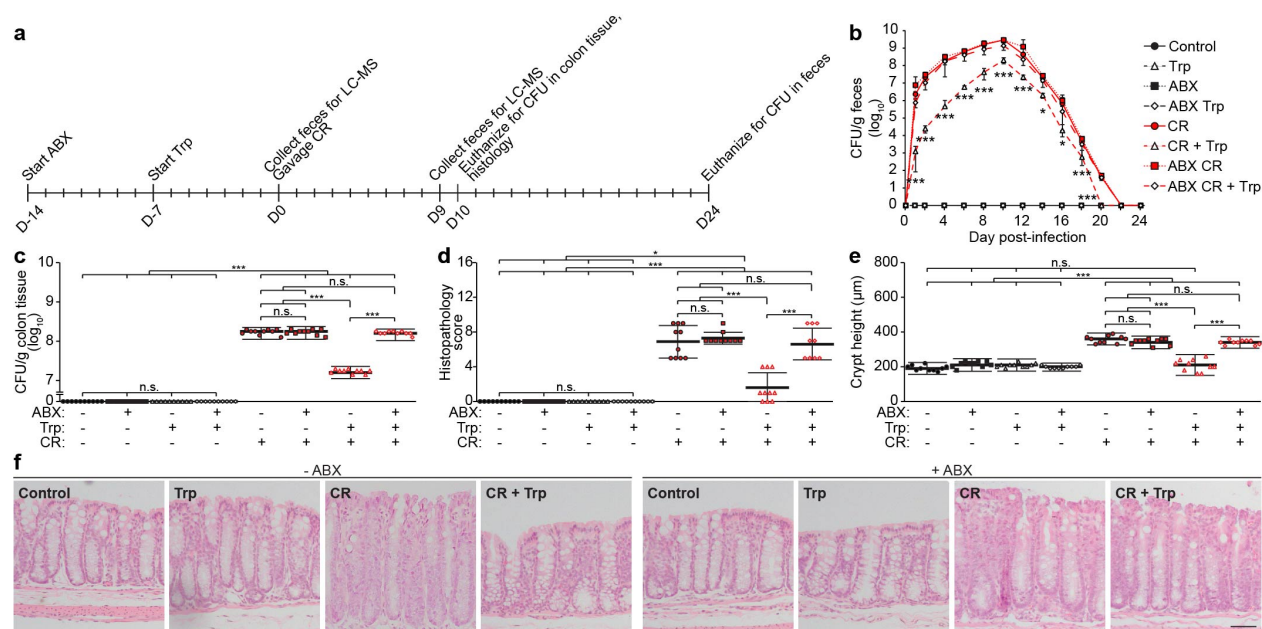 a
Start ABX
Start Trp
Collect feces for LC-MS
Gavage CR
Collect feces for LC-MS
Euthanize for CFU in colon tissue,
histology
Euthanize for CFU in feces
D-14
D-7
D0
D9
D10
D24
b
CFU/g feces
(log10)
10
9
8
7
6
5
4
3
2
1
0
0 4 8 12 16 20 24
Day post-infection
**
***
***
***
***
***
***
*
*
***
***
Control
Trp
ABX
ABX Trp
CR
CR + Trp
ABX CR
ABX CR + Trp
c
CFU/g colon tissue
(log10)
10
9
8
7
0
***
n.s.
***
n.s.
***
n.s.
ABX: - + - + - + - +
Trp: - - + + - - + +
CR: - - - - + + + +
d
Histopathology
score
16
12
8
4
0
*
***
n.s.
***
n.s.
***
n.s.
ABX: - + - + - + - +
Trp: - - + + - - + +
CR: - - - - + + + +
e
Crypt height (μm)
800
600
400
200
0
n.s.
***
n.s.
***
n.s.
***
ABX: - + - + - + - +
Trp: - - + + - - + +
CR: - - - - + + + +
f
- ABX
+ ABX
Control
Trp
CR
CR + Trp
Control
Trp
CR
CR + Trp